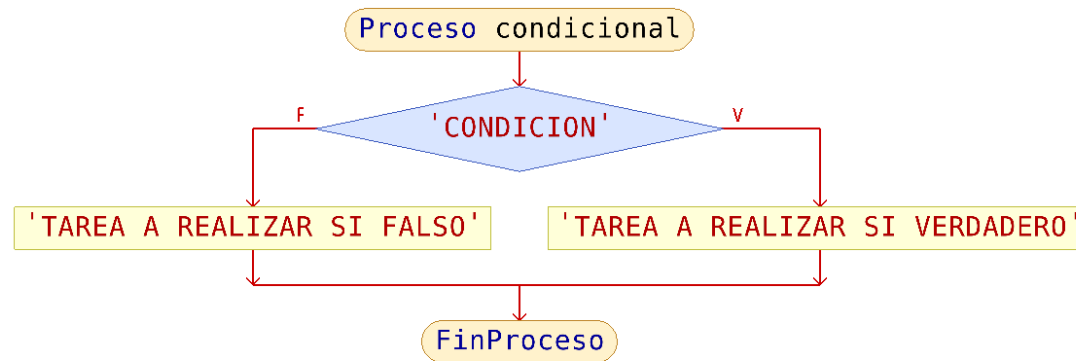 Proceso condicional
'CONDICION'
F
V
'TAREA A REALIZAR SI FALSO'
'TAREA A REALIZAR SI VERDADERO'
FinProceso